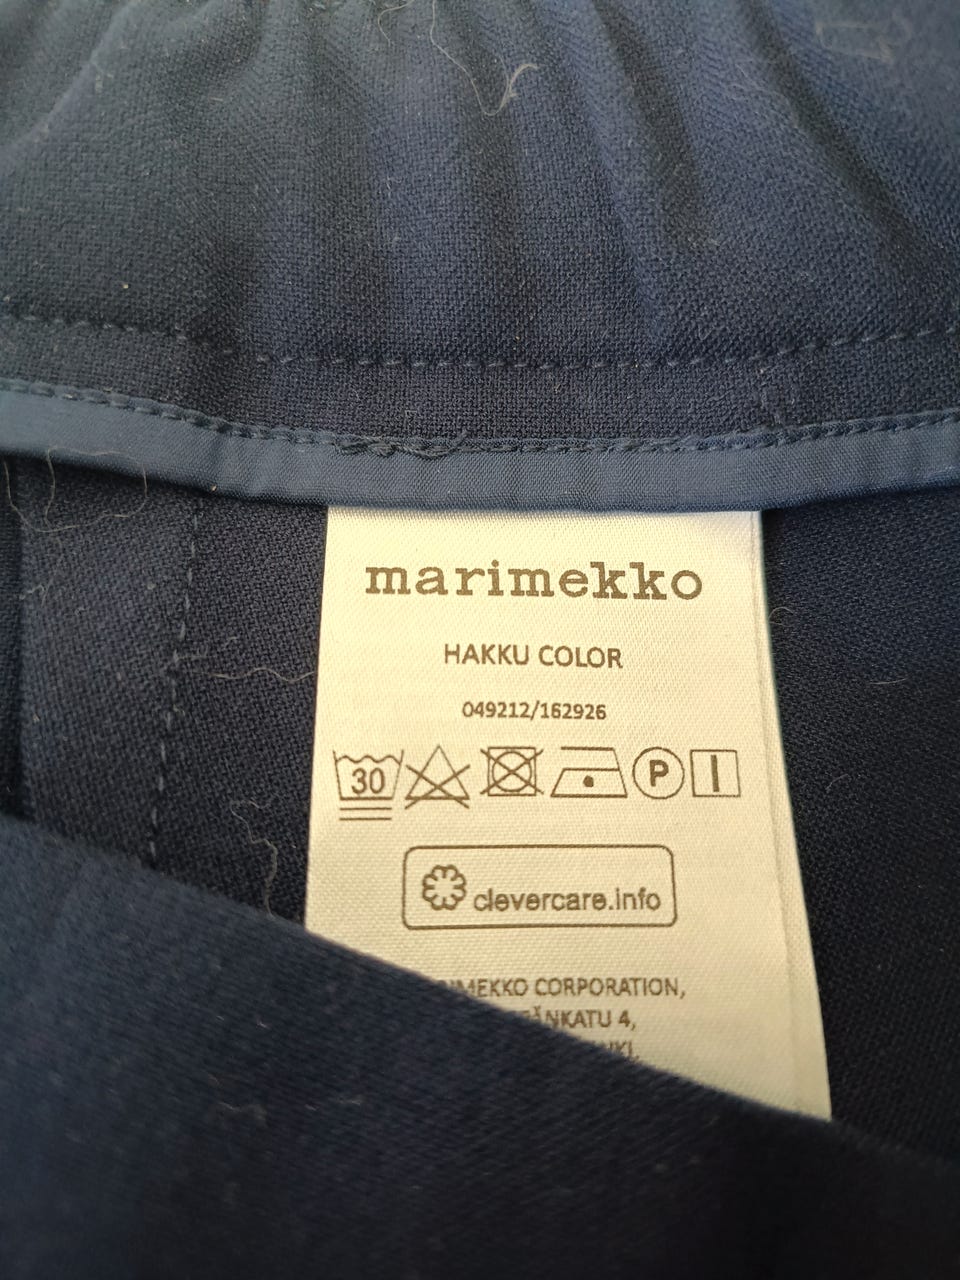 marimekko
HAKKU COLOR
049212/162926
30 P
clevercare.info
CORPORATION,
4,